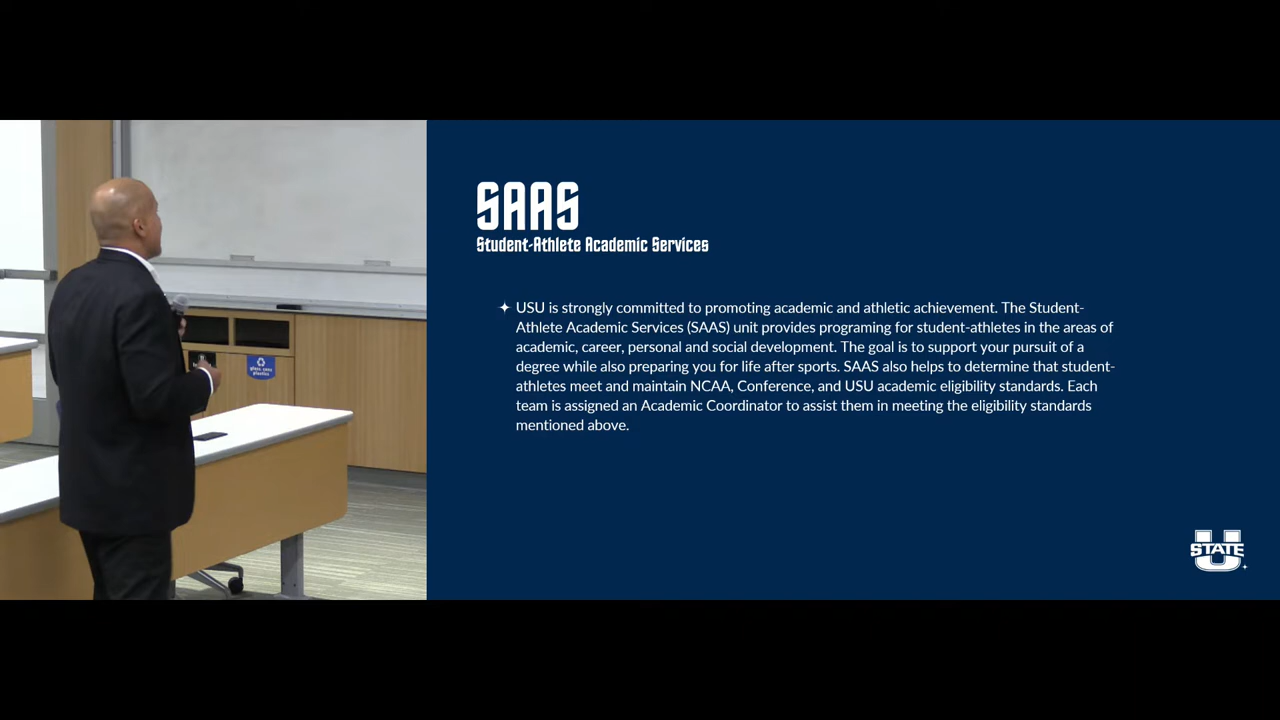 SAAS
Student-Athlete Academic Services
✦ USU is strongly committed to promoting academic and athletic achievement. The Student-
Athlete Academic Services (SAAS) unit provides programing for student-athletes in the areas of
academic, career, personal and social development. The goal is to support your pursuit of a
degree while also preparing you for life after sports. SAAS also helps to determine that student-
athletes meet and maintain NCAA, Conference, and USU academic eligibility standards. Each
team is assigned an Academic Coordinator to assist them in meeting the eligibility standards
mentioned above.
U STATE